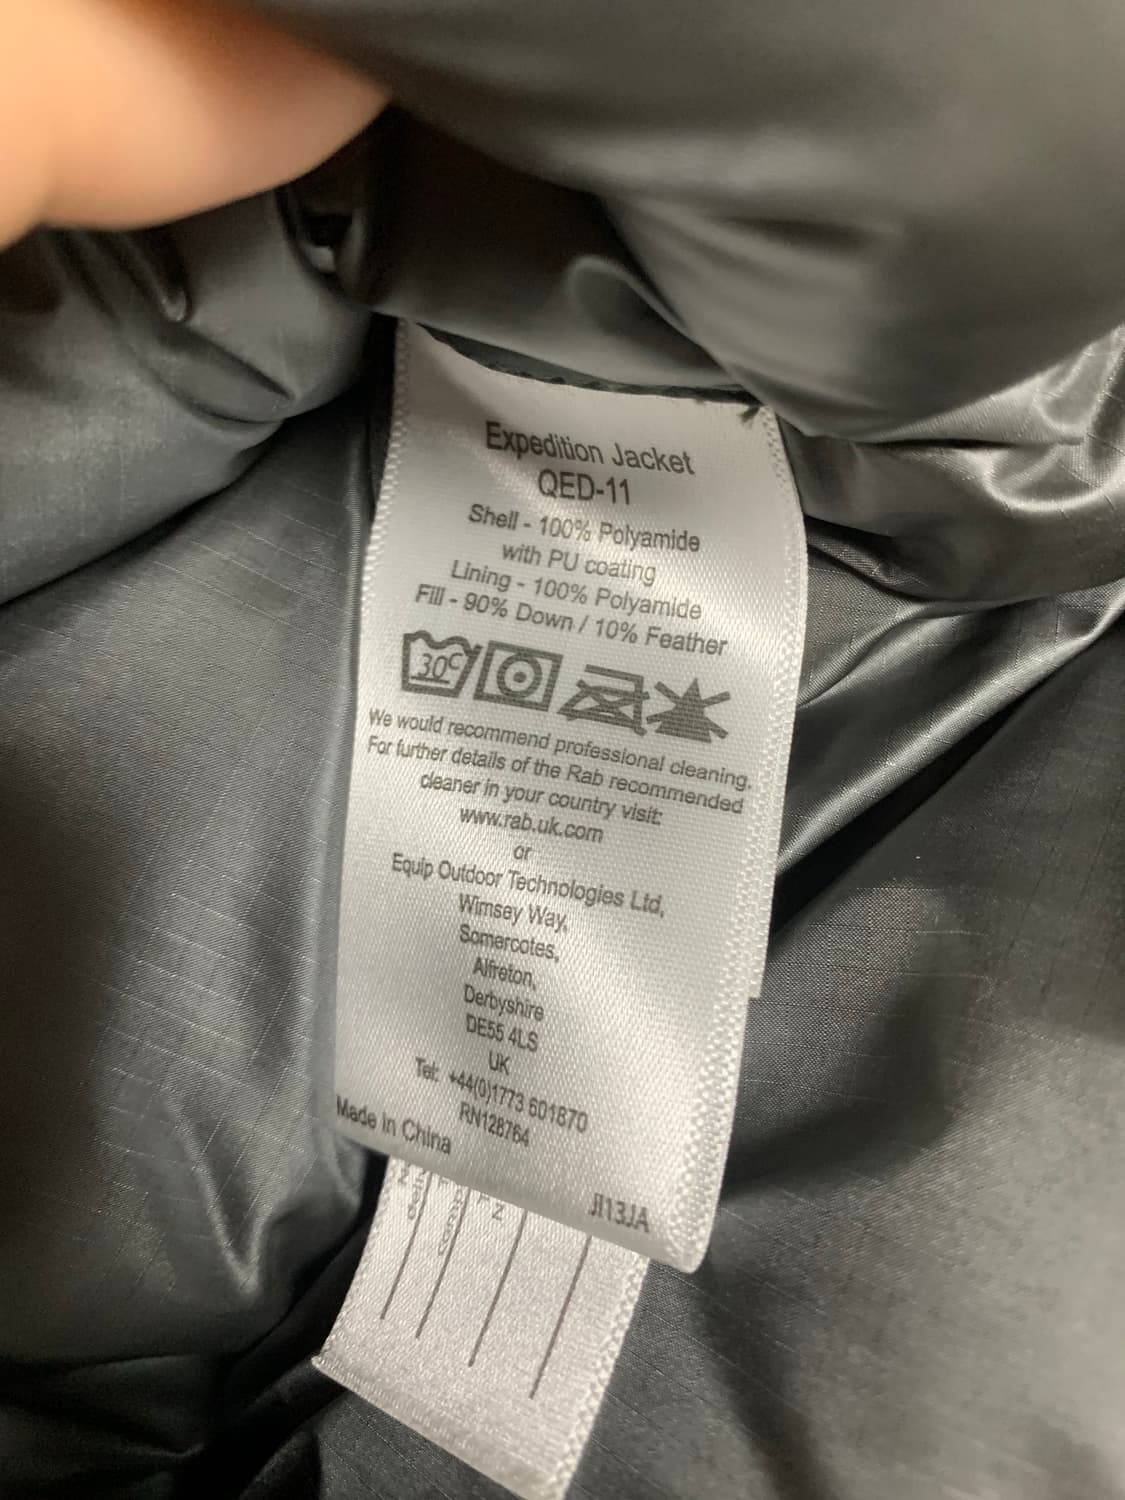 Expedition Jacket
QED-11
Shell - 100% Polyamide
with PU coating
Lining - 100% Polyamide
Fill - 90% Down / 10% Feather
30C
We would recommend professional cleaning.
For further details of the Rab recommended
cleaner in your country visit:
www.rab.uk.com
or
Equip Outdoor Technologies Ltd,
Wimsey Way,
Somercotes,
Alfreton,
Derbyshire
DE55 4LS
UK
Tel: +44(0)1773 601870
RN128764
Made in China
JI13JA